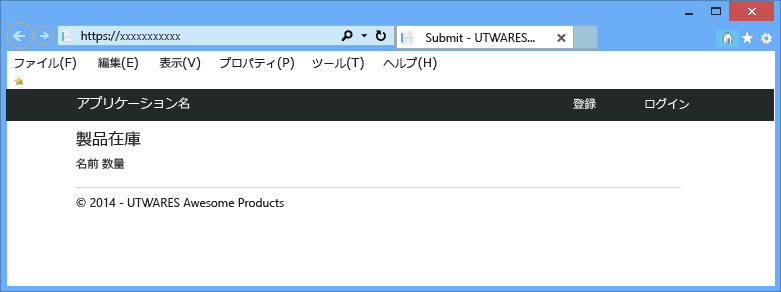 https://xxxxxxxxxxx
Submit - UTWARES...
ファイル(F) 編集(E) 表示(V) プロパティ(P) ツール(T) ヘルプ(H)
アプリケーション名 登録 ログイン
製品在庫
名前 数量
© 2014 - UTWARES Awesome Products